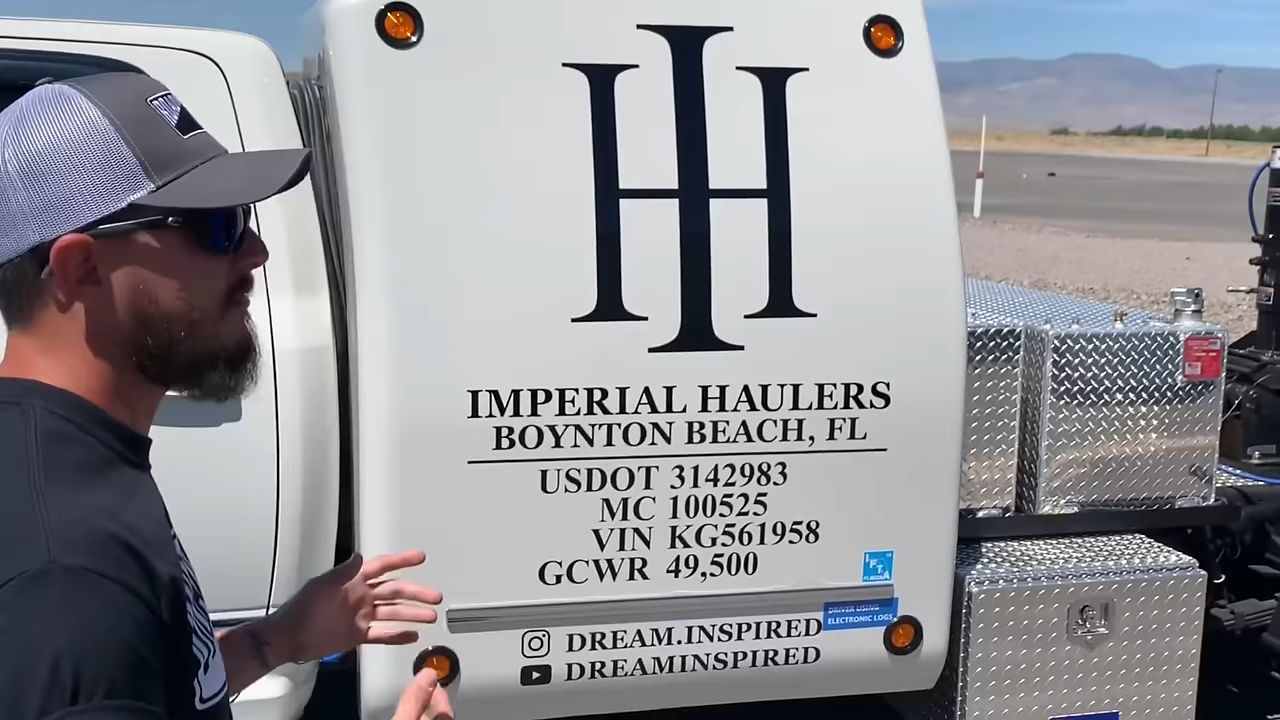 IH
IMPERIAL HAULERS
BOYNTON BEACH, FL
USDOT 3142983
MC 100525
VIN KG561958
GCWR 49,500
IFTA
DRIVER USING
ELECTRONIC LOGS
DREAM.INSPIRED
DREAMINSPIRED